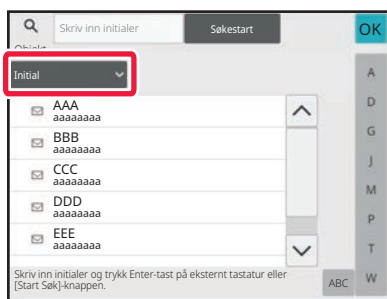 Skriv inn initialer
Søkestart
OK
Objekt
Initial
AAA
aaaaaaaa
BBB
aaaaaaaa
CCC
aaaaaaaa
DDD
aaaaaaaa
EEE
aaaaaaaa
A
D
G
J
M
P
T
W
Skriv inn initialer og trykk Enter-tast på eksternt tastatur eller
[Start Søk]-knappen.
ABC